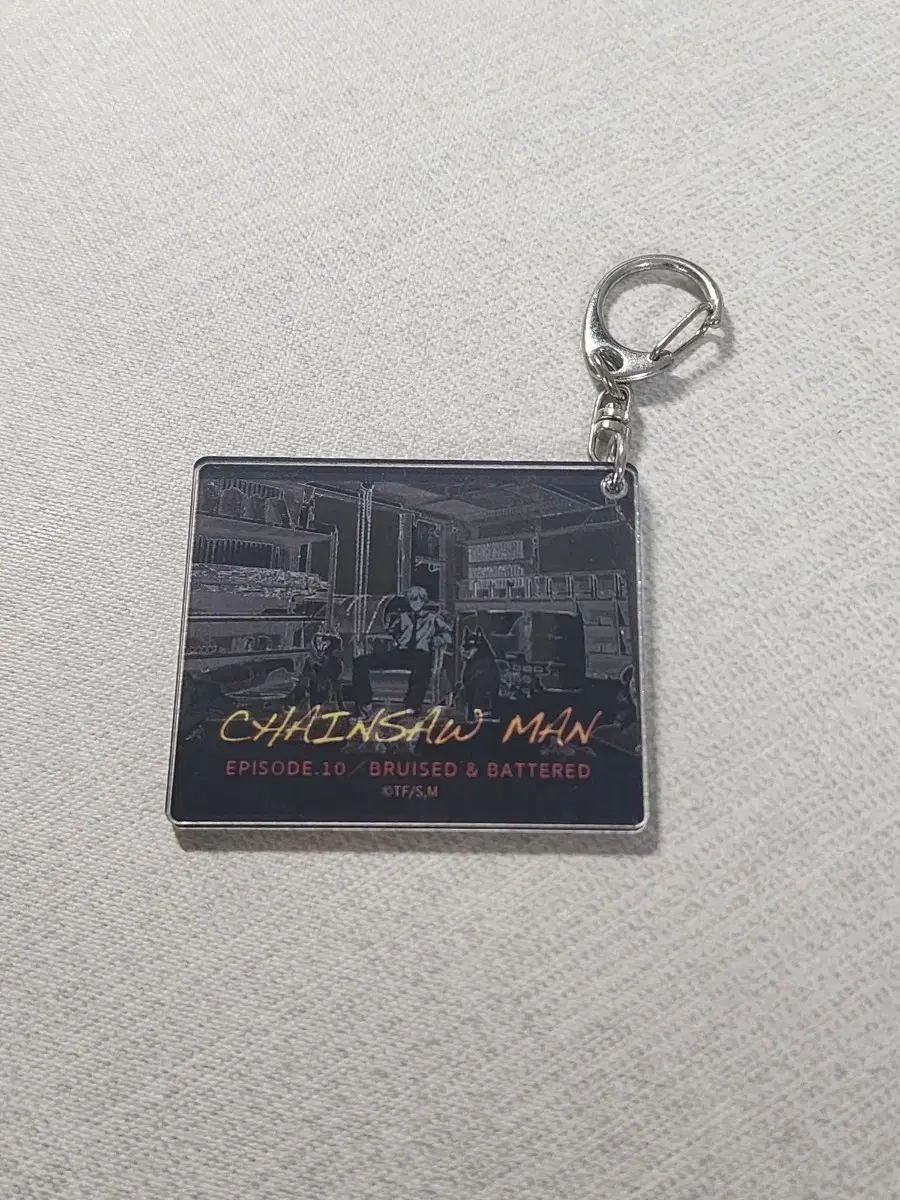 CHAINSAW MAN
EPISODE.10／BRUISED & BATTERED
©TF/S,M